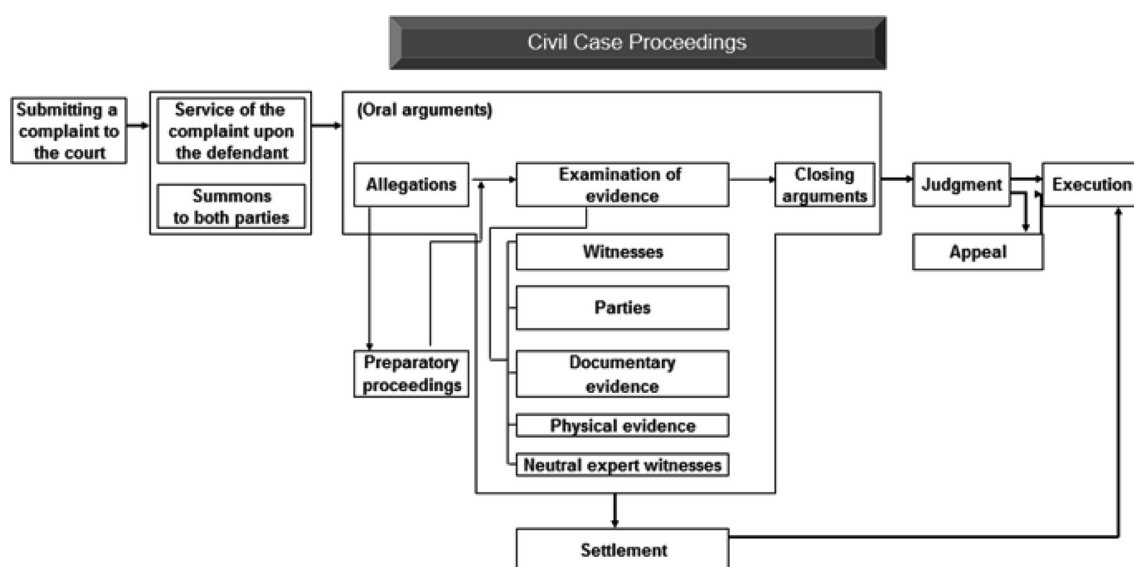 Civil Case Proceedings
Submitting a
complaint to
the court
Service of the
complaint upon
the defendant
Summons
to both parties
(Oral arguments)
Allegations
Examination of
evidence
Closing
arguments
Judgment
Execution
Appeal
Witnesses
Parties
Preparatory
proceedings
Documentary
evidence
Physical evidence
Neutral expert witnesses
Settlement